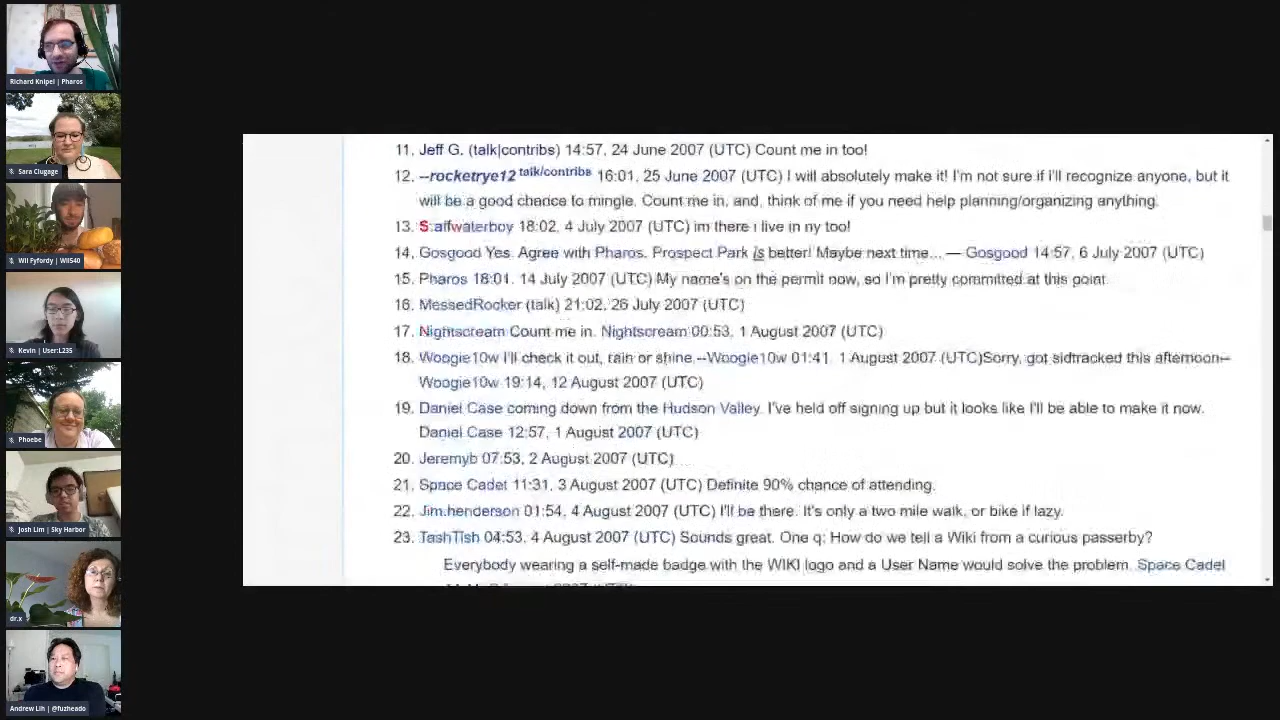 Richard Knipel | Pharos
Sara Clugage
Wil Fyfordy | Wil540
Kevin | User:L235
Phoebe
Josh Lim | Sky Harbor
dr.x
Andrew Lih | @fuzheado
11. Jeff G. (talk|contribs) 14:57, 24 June 2007 (UTC) Count me in too!
12. --rocketrye12 talk/contribs 16:01, 25 June 2007 (UTC) I will absolutely make it! I'm not sure if i'll recognize anyone, but it
will be a good chance to mingle. Count me in, and, think of me if you need help planning/organizing anything.
13. S:affwaterboy 18:02, 4 July 2007 (UTC) im there i live in ny too!
14. Gosgood Yes. Agree with Pharos. Prospect Park is better! Maybe next time... — Gosgood 14:57, 6 July 2007 (UTC)
15. Pharos 18:01, 14 July 2007 (UTC) My name's on the permit now, so I'm pretty committed at this point.
16. MessedRocker (talk) 21:02, 26 July 2007 (UTC)
17. Nightscream Count me in. Nightscream 00:53, 1 August 2007 (UTC)
18. Woogie10w I'll check it out, rain or shine.--Woogie10w 01:41, 1 August 2007 (UTC)Sorry, got sidtracked this afternoon--
Woogie10w 19:14, 12 August 2007 (UTC)
19. Daniel Case coming down from the Hudson Valley. I've held off signing up but it looks like I'll be able to make it now.
Daniel Case 12:57, 1 August 2007 (UTC)
20. Jeremyb 07:53, 2 August 2007 (UTC)
21. Space Cadet 11:31, 3 August 2007 (UTC) Definite 90% chance of attending.
22. Jim.henderson 01:54, 4 August 2007 (UTC) I'll be there. It's only a two mile walk, or bike if lazy.
23. TashTish 04:53, 4 August 2007 (UTC) Sounds great. One q: How do we tell a Wiki from a curious passerby?
Everybody wearing a self-made badge with the WIKI logo and a User Name would solve the problem. Space Cadet